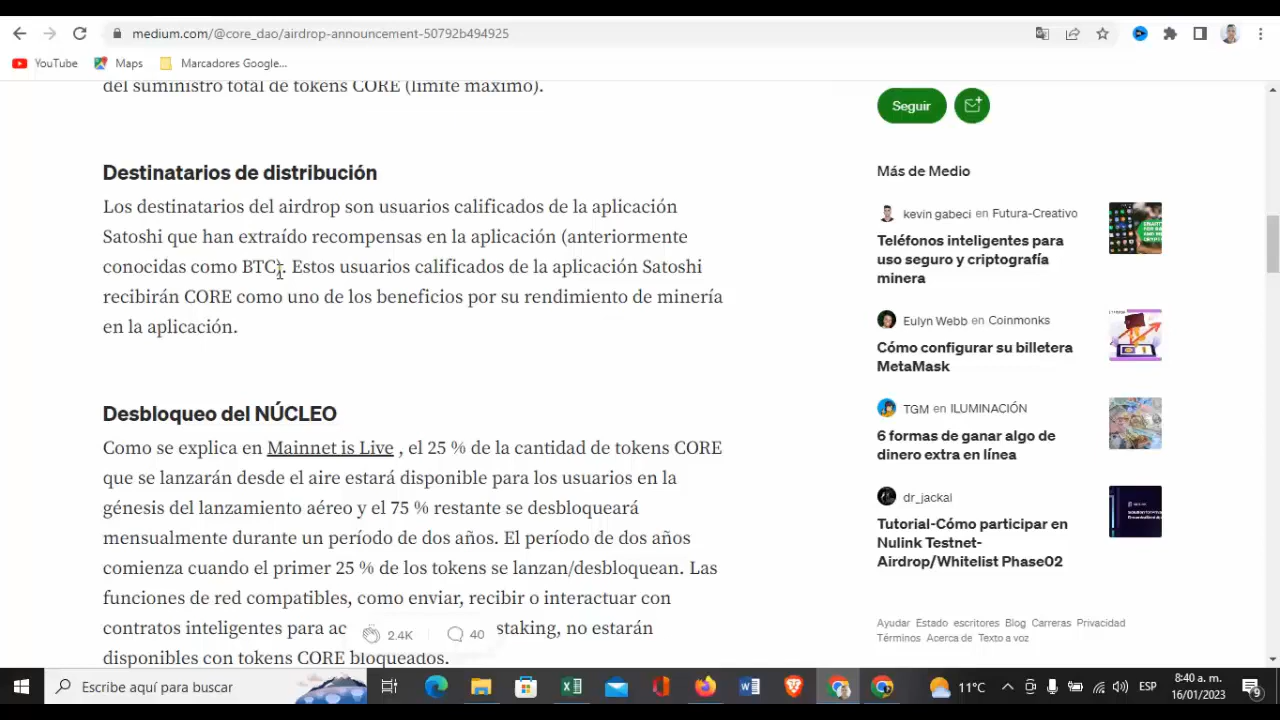 medium.com/@core_dao/airdrop-announcement-50792b494925
YouTube
Maps
Marcadores Google...
del suministro total de tokens CORE (límite máximo).
Destinatarios de distribución
Los destinatarios del airdrop son usuarios calificados de la aplicación
Satoshi que han extraído recompensas en la aplicación (anteriormente
conocidas como BTC). Estos usuarios calificados de la aplicación Satoshi
recibirán CORE como uno de los beneficios por su rendimiento de minería
en la aplicación.
Desbloqueo del NÚCLEO
Como se explica en Mainnet is Live , el 25 % de la cantidad de tokens CORE
que se lanzarán desde el aire estará disponible para los usuarios en la
génesis del lanzamiento aéreo y el 75 % restante se desbloqueará
mensualmente durante un período de dos años. El período de dos años
comienza cuando el primer 25 % de los tokens se lanzan/desbloquean. Las
funciones de red compatibles, como enviar, recibir o interactuar con
contratos inteligentes para ac staking, no estarán
2.4K
40
disponibles con tokens CORE bloqueados.
Seguir
Más de Medio
kevin gabeci en Futura-Creativo
Teléfonos inteligentes para
uso seguro y criptografía
minera
Eulyn Webb en Coinmonks
Cómo configurar su billetera
MetaMask
TGM en ILUMINACIÓN
6 formas de ganar algo de
dinero extra en línea
dr_jackal
Tutorial-Cómo participar en
Nulink Testnet-
Airdrop/Whitelist Phase02
Ayudar Estado escritores Blog Carreras Privacidad
Términos Acerca de Texto a voz
Escribe aquí para buscar
11°C
ESP
8:40 a. m.
16/01/2023
9